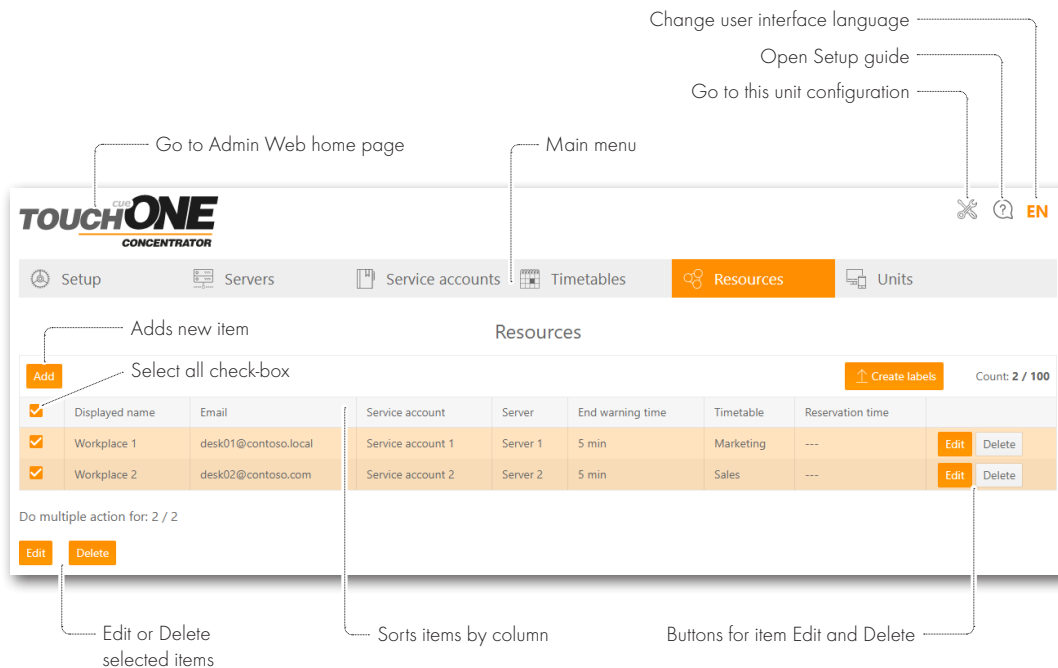 Change user interface language
Open Setup guide
Go to this unit configuration
Go to Admin Web home page
Main menu
cue
TOUCHONE
CONCENTRATOR
EN
Setup
Servers
Service accounts
Timetables
Resources
Units
Adds new item
Resources
Add
Select all check-box
Create labels
Count: 2 / 100
Displayed name Email Service account Server End warning time Timetable Reservation time
Workplace 1 desk01@contoso.local Service account 1 Server 1 5 min Marketing --- Edit Delete
Workplace 2 desk02@contoso.com Service account 2 Server 2 5 min Sales --- Edit Delete
Do multiple action for: 2 / 2
Edit Delete
Edit or Delete
selected items
Sorts items by column
Buttons for item Edit and Delete